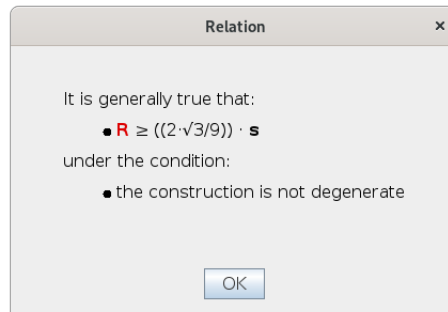 Relation
×
It is generally true that:
● R ≥ ((2·√3/9)) · s
under the condition:
● the construction is not degenerate
OK